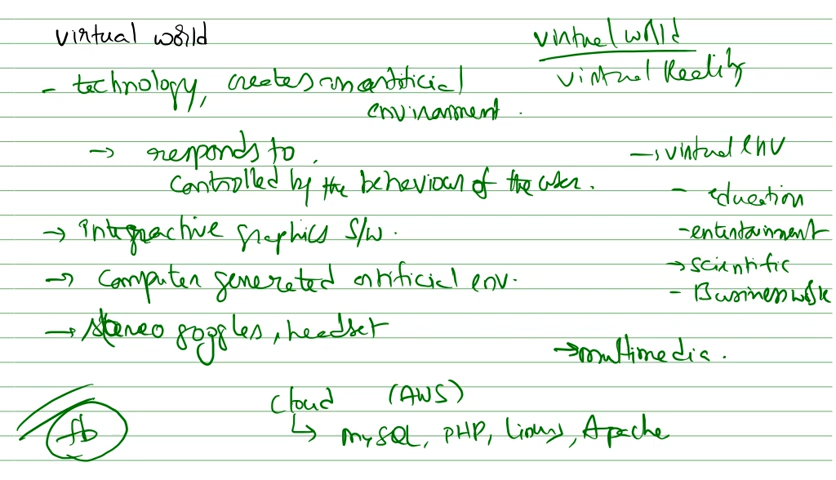 virtual world
- technology, creates an artificial
environment.
→ responds to
controlled by the behaviour of the user.
→ Interactive graphics S/W.
→ Computer generated artificial env.
→ stereo goggles, headset
virtual world
virtual Reality
→ virtual env
- education
- entertainment
→ scientific
- Business
→ multimedia.
fb
cloud (AWS)
↳ MySQL, PHP, Linux, Apache